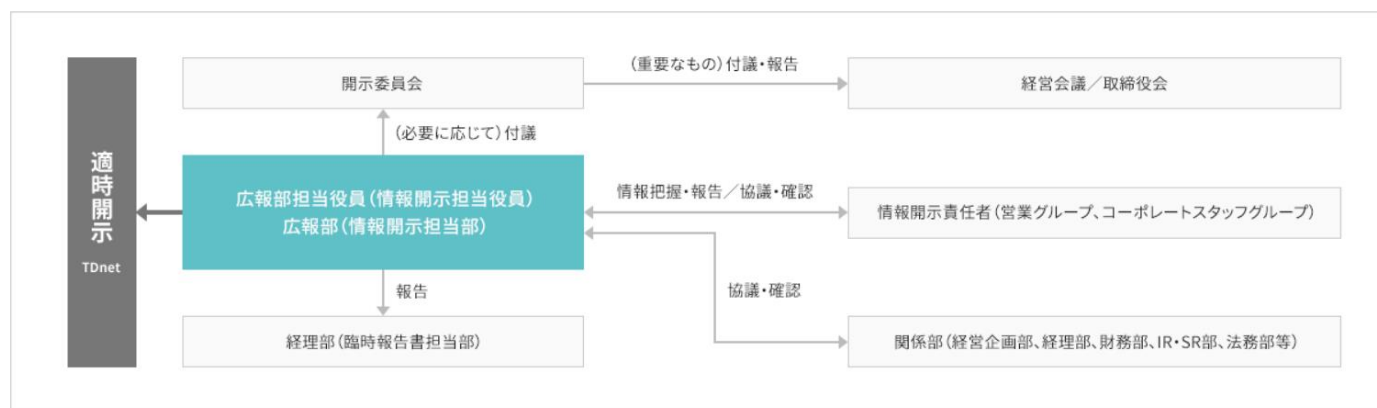 適時開示
TDnet
開示委員会
(重要なもの)付議・報告
経営会議／取締役会
(必要に応じて)付議
広報部担当役員(情報開示担当役員)
広報部(情報開示担当部)
情報把握・報告／協議・確認
情報開示責任者(営業グループ、コーポレートスタッフグループ)
協議・確認
報告
経理部(臨時報告書担当部)
関係部(経営企画部、経理部、財務部、IR・SR部、法務部等)